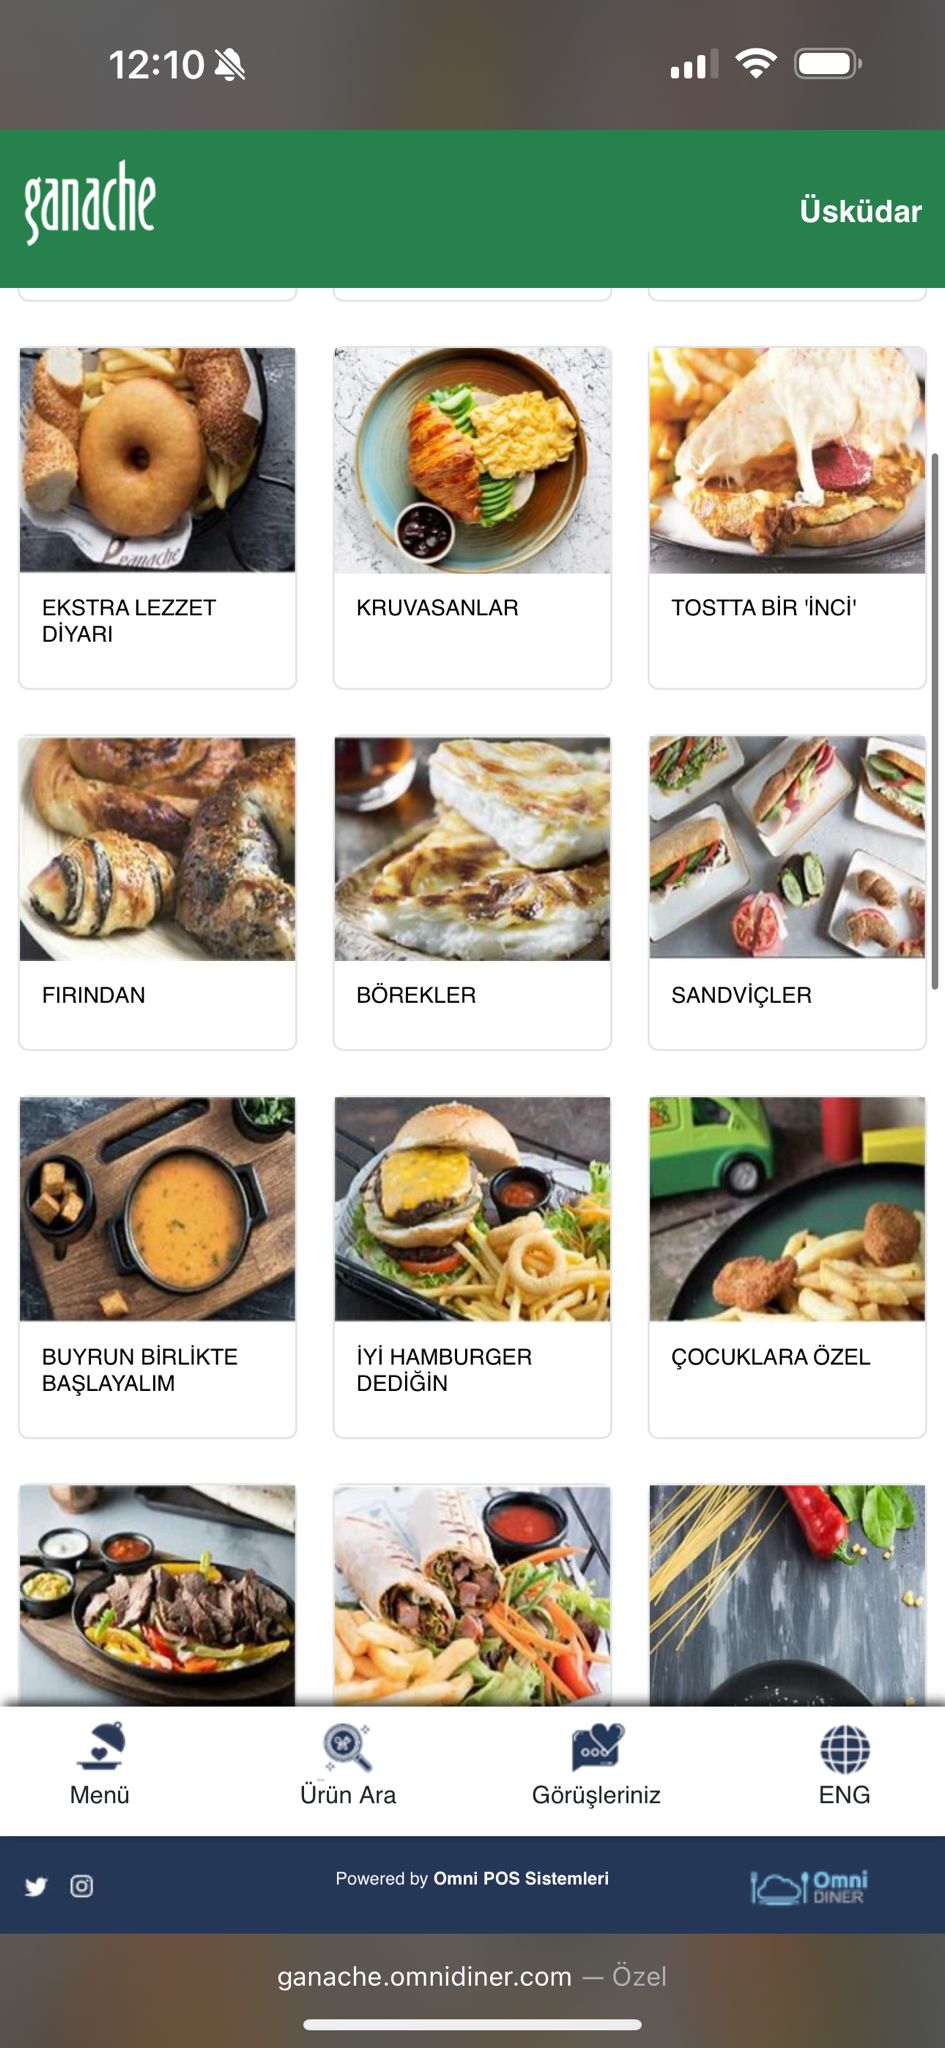 12:10
ganache
Üsküdar
ganache
EKSTRA LEZZET
DİYARI
KRUVASANLAR
TOSTTA BİR 'İNCİ'
FIRINDAN
BÖREKLER
SANDVİÇLER
BUYRUN BİRLİKTE
BAŞLAYALIM
İYİ HAMBURGER
DEDİĞİN
ÇOCUKLARA ÖZEL
Menü
Ürün Ara
Görüşleriniz
ENG
Powered by Omni POS Sistemleri
Omni
DINER
ganache.omnidiner.com — Özel